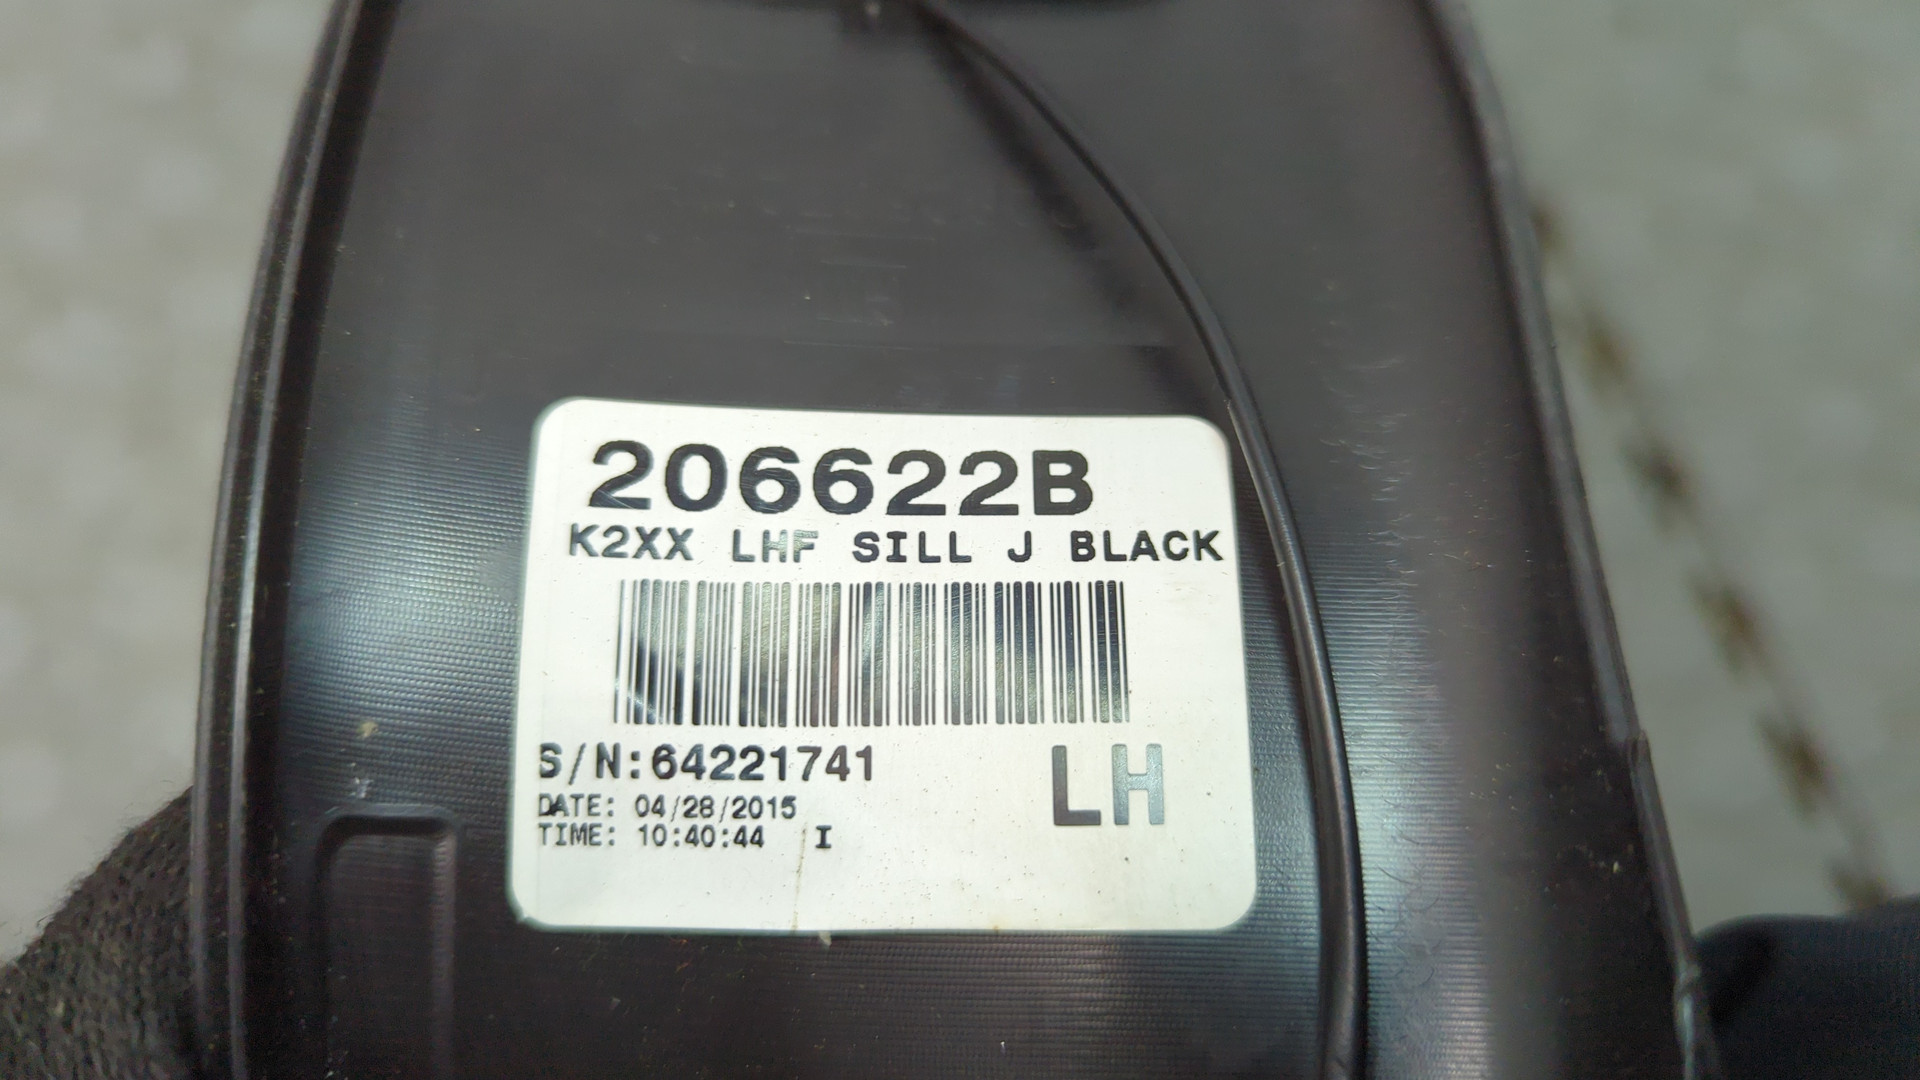 206622B
K2XX LHF SILL J BLACK
S/N:64221741
LH
DATE: 04/28/2015
TIME: 10:40:44 I